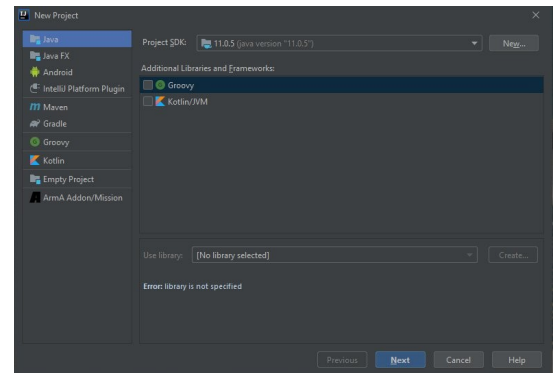 New Project
Java
Java FX
Android
IntelliJ Platform Plugin
Maven
Gradle
Groovy
Kotlin
Empty Project
ArmA Addon/Mission
Project SDK: 11.0.5 (java version "11.0.5") New...
Additional Libraries and Frameworks:
Groovy
Kotlin/JVM
Use library: [No library selected] Create...
Error: library is not specified
Previous Next Cancel Help